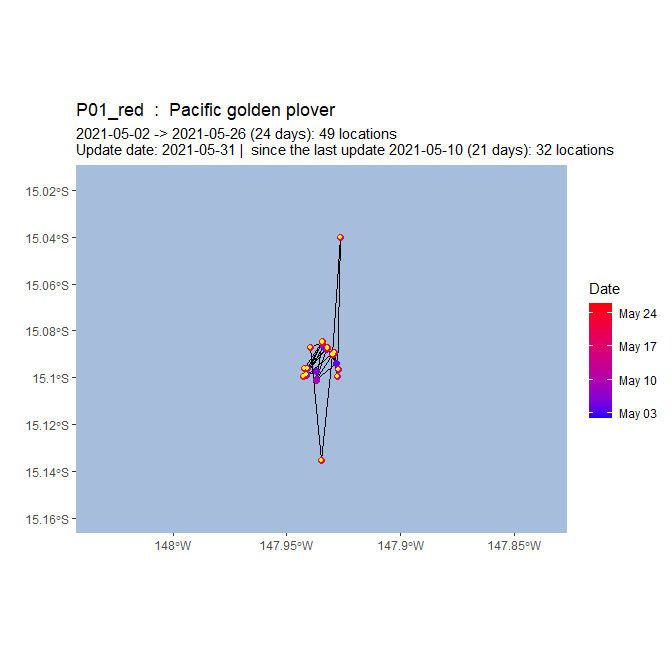 P01_red  :  Pacific golden plover
2021-05-02 -> 2021-05-26 (24 days): 49 locations
Update date: 2021-05-31 |  since the last update 2021-05-10 (21 days): 32 locations
15.02°S
15.04°S
15.06°S
15.08°S
15.1°S
15.12°S
15.14°S
15.16°S
148°W
147.95°W
147.9°W
147.85°W
Date
May 24
May 17
May 10
May 03